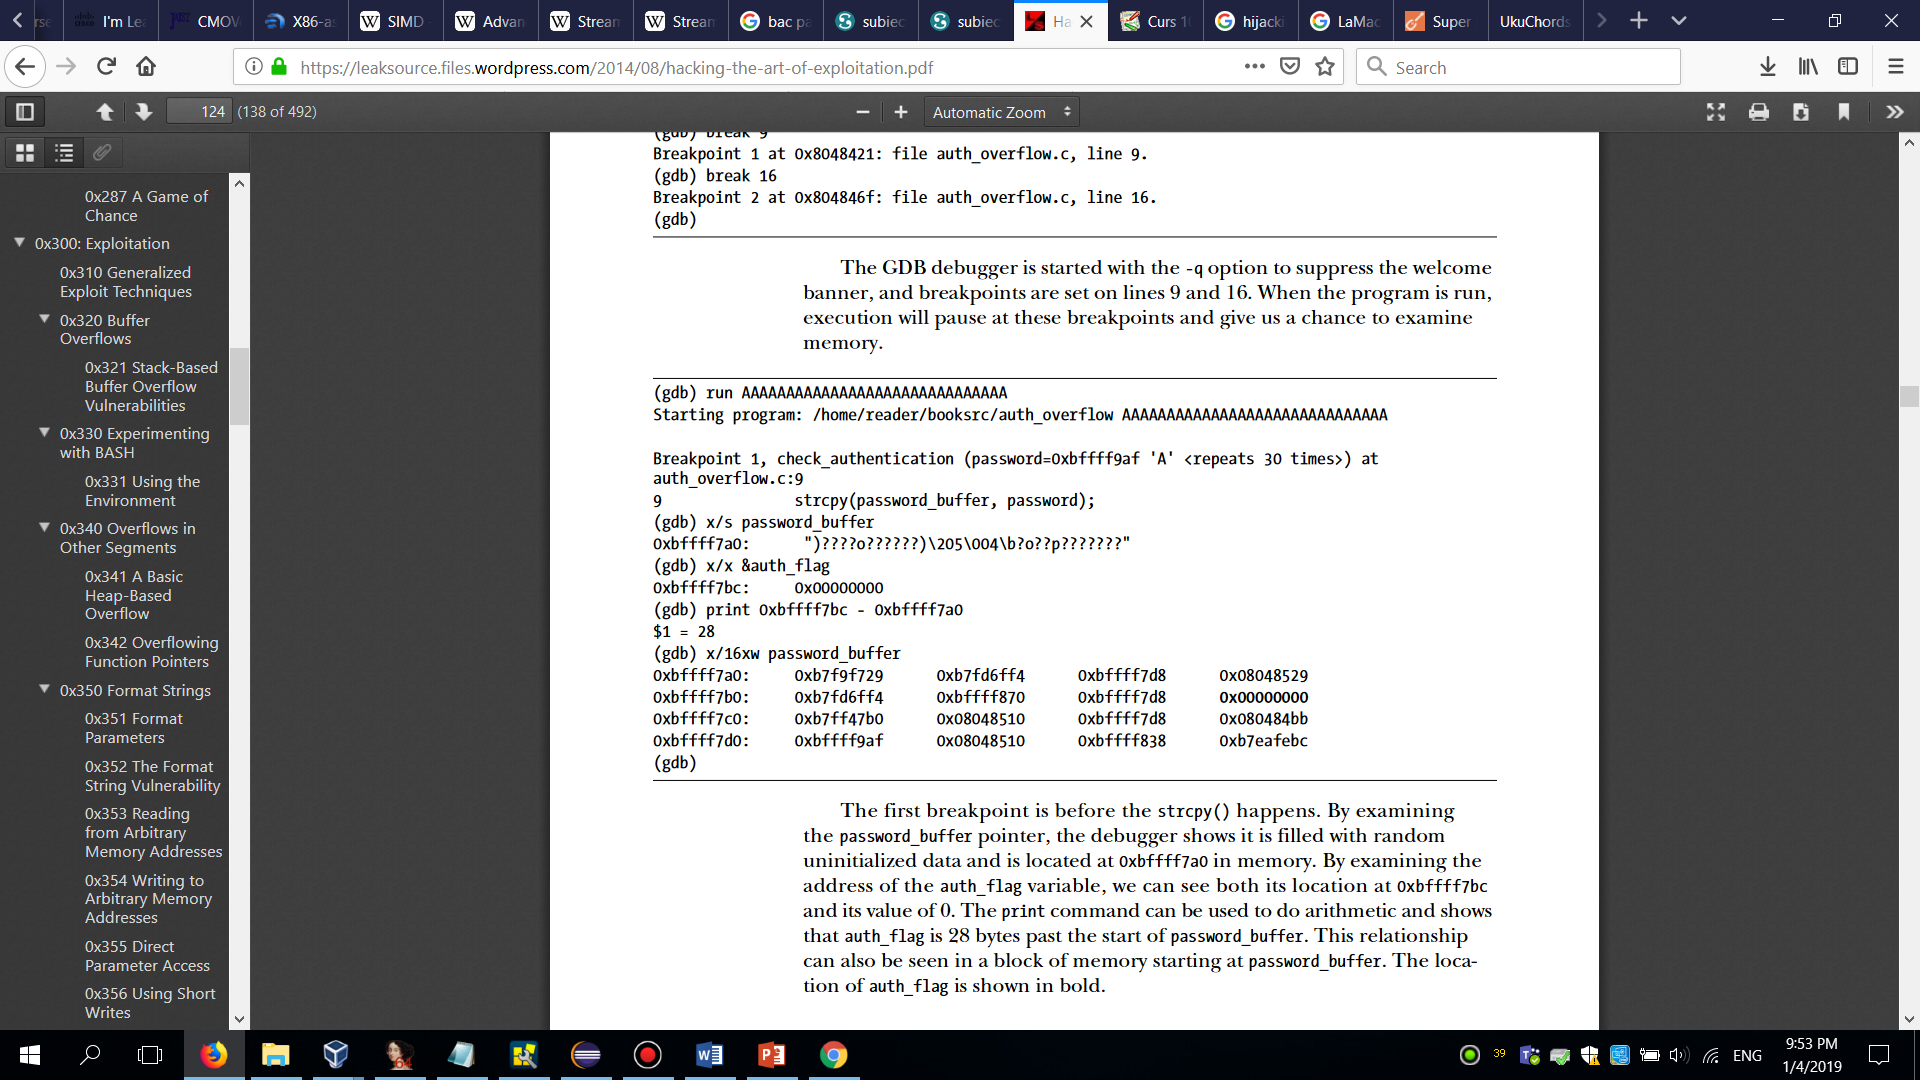 rse
I'm Lea
CMOV
X86-as
SIMD
Advan
Stream
Stream
bac pa
subiec
subiec
Ha
Curs 10
hijacki
LaMac
Super
UkuChords
https://leaksource.files.wordpress.com/2014/08/hacking-the-art-of-exploitation.pdf
Search
124 (138 of 492)
Automatic Zoom
0x287 A Game of
Chance
0x300: Exploitation
0x310 Generalized
Exploit Techniques
0x320 Buffer
Overflows
0x321 Stack-Based
Buffer Overflow
Vulnerabilities
0x330 Experimenting
with BASH
0x331 Using the
Environment
0x340 Overflows in
Other Segments
0x341 A Basic
Heap-Based
Overflow
0x342 Overflowing
Function Pointers
0x350 Format Strings
0x351 Format
Parameters
0x352 The Format
String Vulnerability
0x353 Reading
from Arbitrary
Memory Addresses
0x354 Writing to
Arbitrary Memory
Addresses
0x355 Direct
Parameter Access
0x356 Using Short
Writes
(gdb) break 9
Breakpoint 1 at 0x8048421: file auth_overflow.c, line 9.
(gdb) break 16
Breakpoint 2 at 0x804846f: file auth_overflow.c, line 16.
(gdb)
The GDB debugger is started with the -q option to suppress the welcome
banner, and breakpoints are set on lines 9 and 16. When the program is run,
execution will pause at these breakpoints and give us a chance to examine
memory.
(gdb) run AAAAAAAAAAAAAAAAAAAAAAAAAAAAAA
Starting program: /home/reader/booksrc/auth_overflow AAAAAAAAAAAAAAAAAAAAAAAAAAAAAA
Breakpoint 1, check_authentication (password=0xbffff9af 'A' <repeats 30 times>) at
auth_overflow.c:9
9 strcpy(password_buffer, password);
(gdb) x/s password_buffer
0xbffff7a0: ")????o??????)\205\004\b?o??p???????"
(gdb) x/x &auth_flag
0xbffff7bc: 0x00000000
(gdb) print 0xbffff7bc - 0xbffff7a0
$1 = 28
(gdb) x/16xw password_buffer
0xbffff7a0: 0xb7f9f729 0xb7fd6ff4 0xbffff7d8 0x08048529
0xbffff7b0: 0xb7fd6ff4 0xbffff870 0xbffff7d8 0x00000000
0xbffff7c0: 0xb7ff47b0 0x08048510 0xbffff7d8 0x080484bb
0xbffff7d0: 0xbffff9af 0x08048510 0xbffff838 0xb7eafebc
(gdb)
The first breakpoint is before the strcpy() happens. By examining
the password_buffer pointer, the debugger shows it is filled with random
uninitialized data and is located at 0xbffff7a0 in memory. By examining the
address of the auth_flag variable, we can see both its location at 0xbffff7bc
and its value of 0. The print command can be used to do arithmetic and shows
that auth_flag is 28 bytes past the start of password_buffer. This relationship
can also be seen in a block of memory starting at password_buffer. The loca-
tion of auth_flag is shown in bold.
39
ENG
9:53 PM
1/4/2019